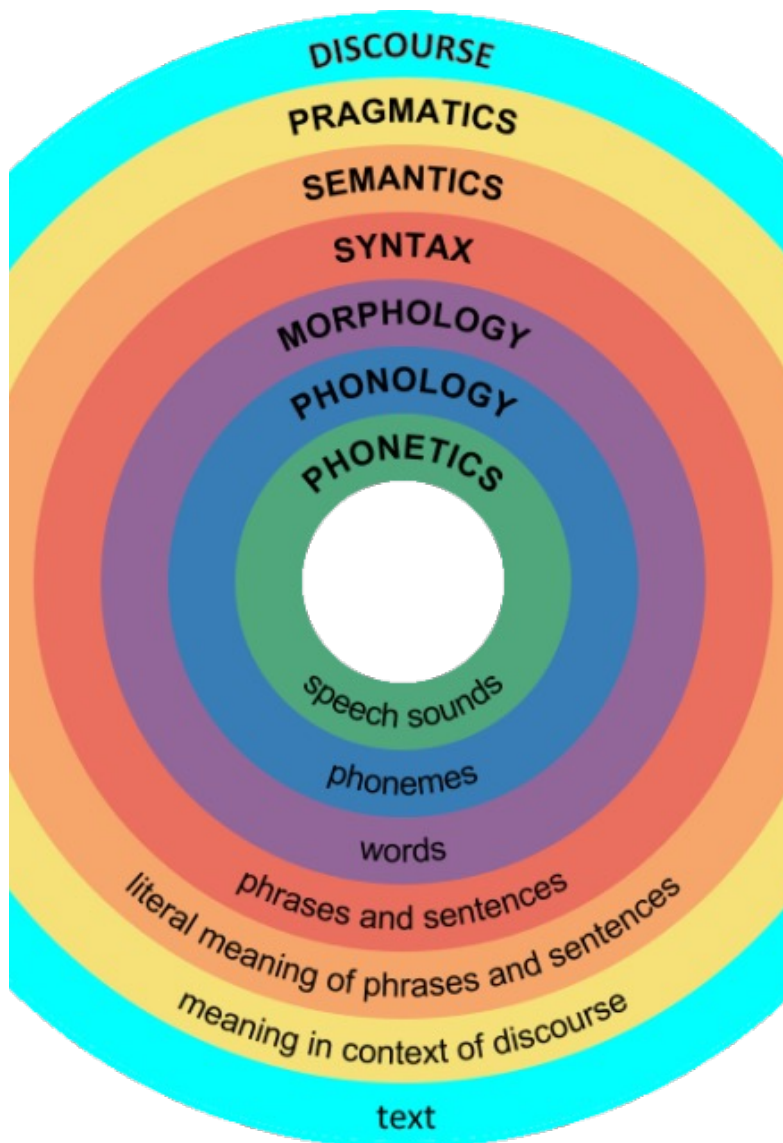 DISCOURSE
PRAGMATICS
SEMANTICS
SYNTAX
MORPHOLOGY
PHONOLOGY
PHONETICS
speech sounds
phonemes
words
phrases and sentences
literal meaning of phrases and sentences
meaning in context of discourse
text